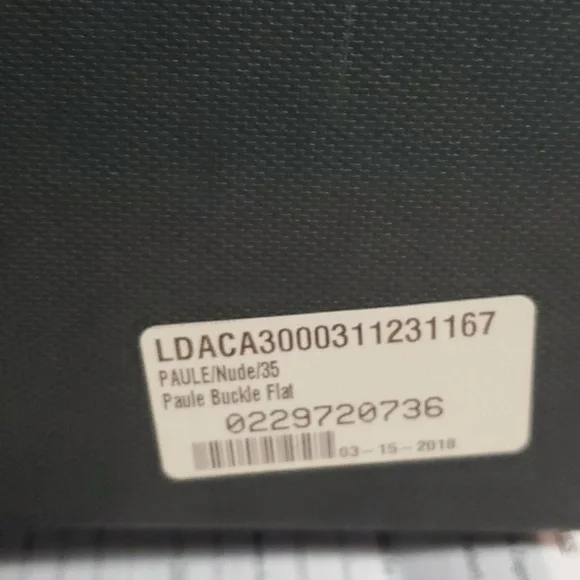 LDACA3000311231167
PAULE/Nude/35
Paule Buckle Flat
0229720736
03-15-2018